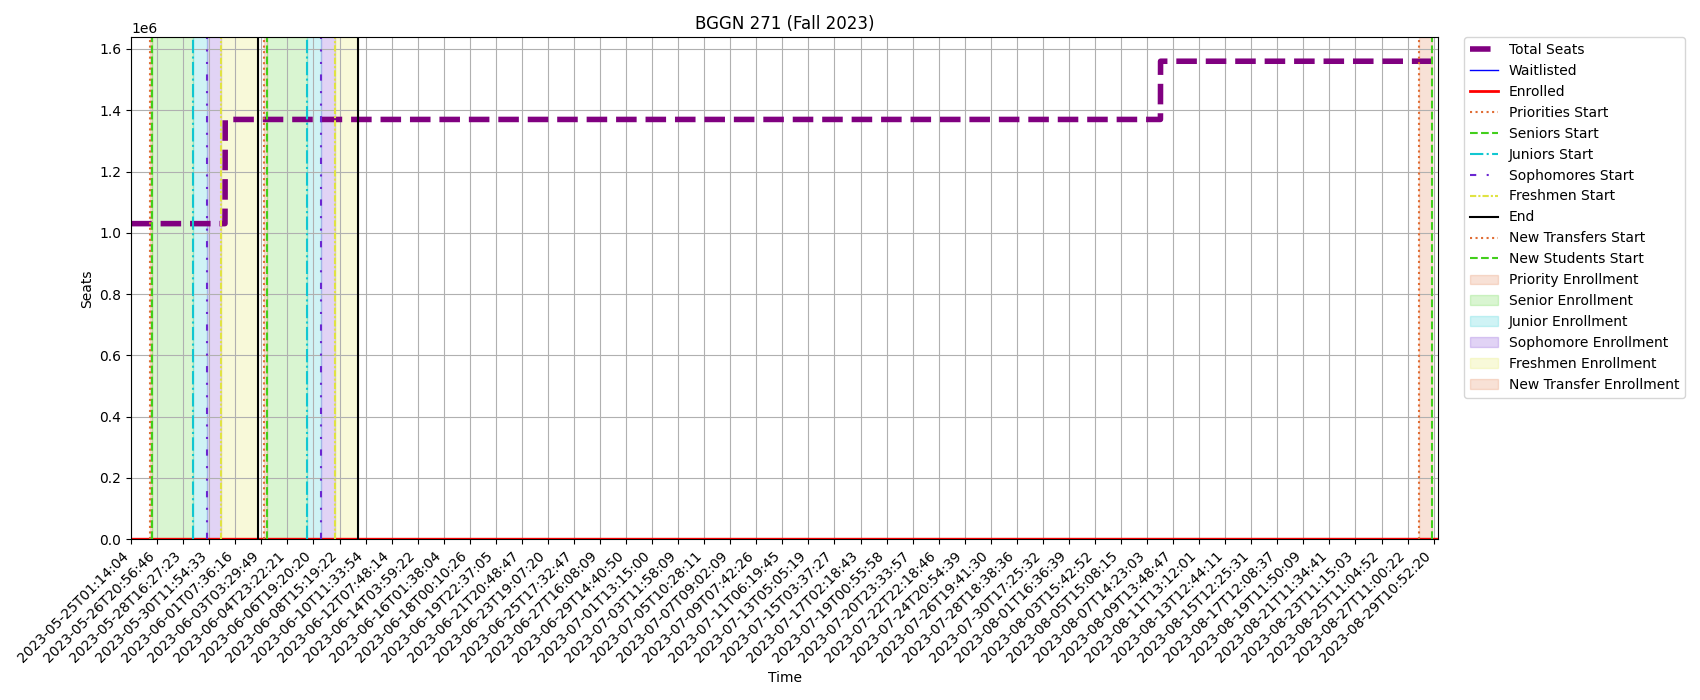 BGGN 271 (Fall 2023)
1e6
1.6
1.4
1.2
1.0
0.8
0.6
0.4
0.2
0.0
Seats
2023-05-25T01:14:04
2023-05-26T20:56:46
2023-05-28T16:27:23
2023-05-30T11:54:33
2023-06-01T07:36:16
2023-06-03T03:29:49
2023-06-04T23:22:21
2023-06-06T19:20:20
2023-06-08T15:19:22
2023-06-10T11:33:54
2023-06-12T07:48:14
2023-06-14T03:59:22
2023-06-16T01:38:04
2023-06-18T00:10:26
2023-06-19T22:37:05
2023-06-21T20:48:47
2023-06-23T19:07:20
2023-06-25T17:32:47
2023-06-27T16:08:09
2023-06-29T14:40:50
2023-07-01T13:15:00
2023-07-03T11:58:09
2023-07-05T10:28:11
2023-07-07T09:02:09
2023-07-09T07:42:26
2023-07-11T06:19:45
2023-07-13T05:05:19
2023-07-15T03:37:27
2023-07-17T02:18:43
2023-07-19T00:55:58
2023-07-20T23:33:57
2023-07-22T22:18:46
2023-07-24T20:54:39
2023-07-26T19:41:30
2023-07-28T18:38:36
2023-07-30T17:25:32
2023-08-01T16:36:39
2023-08-03T15:42:52
2023-08-05T15:08:15
2023-08-07T14:23:03
2023-08-09T13:48:47
2023-08-11T13:12:01
2023-08-13T12:44:11
2023-08-15T12:25:31
2023-08-17T12:08:37
2023-08-19T11:50:09
2023-08-21T11:34:41
2023-08-23T11:15:03
2023-08-25T11:04:52
2023-08-27T11:00:22
2023-08-29T10:52:20
Time
Total Seats
Waitlisted
Enrolled
Priorities Start
Seniors Start
Juniors Start
Sophomores Start
Freshmen Start
End
New Transfers Start
New Students Start
Priority Enrollment
Senior Enrollment
Junior Enrollment
Sophomore Enrollment
Freshmen Enrollment
New Transfer Enrollment